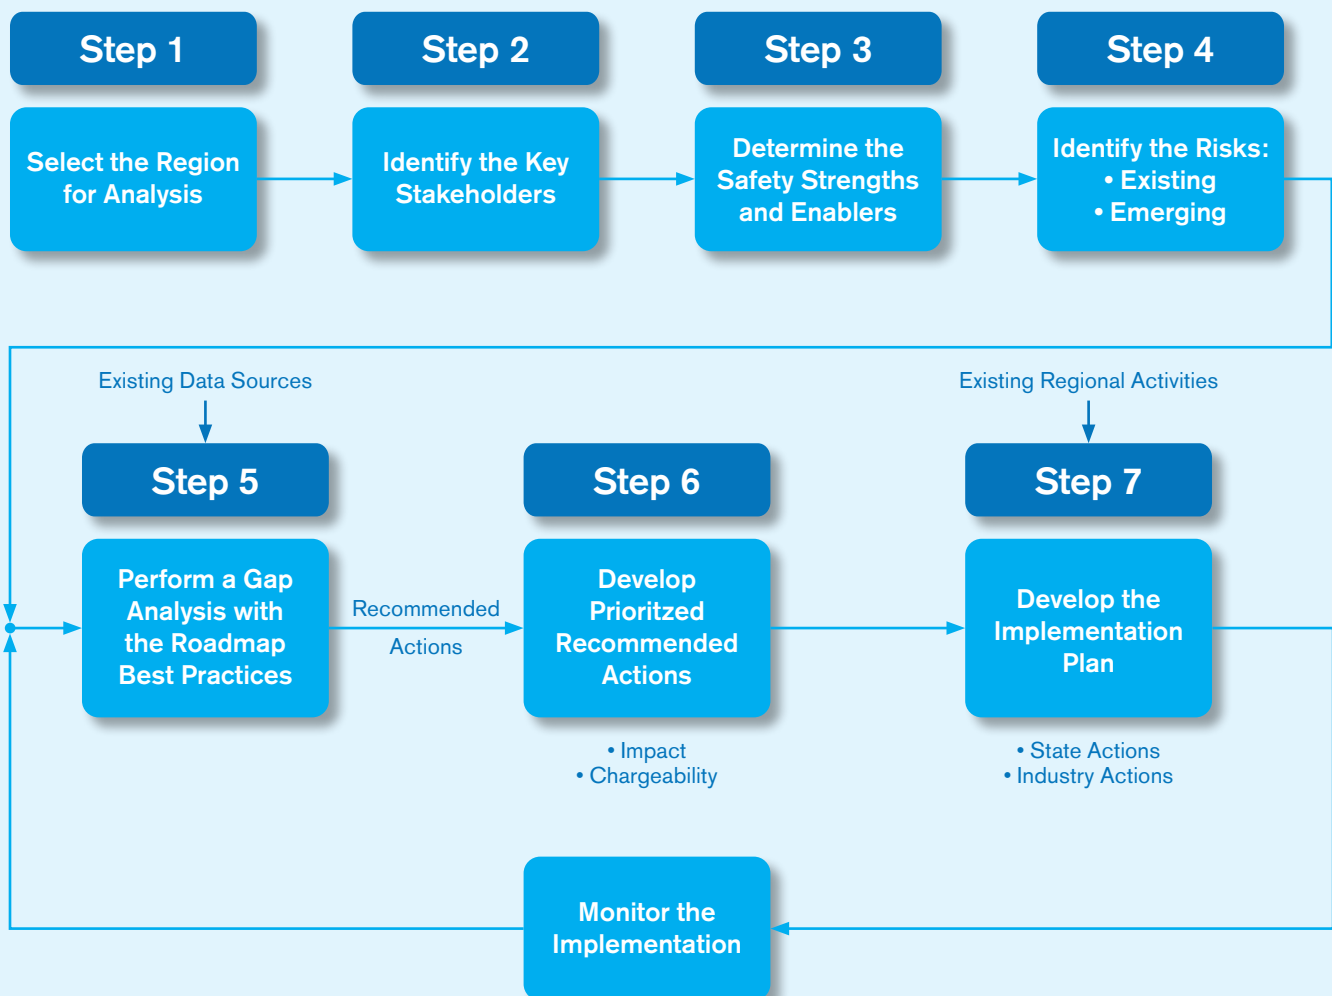 Step 1
Step 2
Step 3
Step 4
Select the Region
for Analysis
Identify the Key
Stakeholders
Determine the
Safety Strengths
and Enablers
Identify the Risks:
• Existing
• Emerging
Existing Data Sources
Existing Regional Activities
Step 5
Step 6
Step 7
Perform a Gap
Analysis with
the Roadmap
Best Practices
Recommended
Actions
Develop
Prioritzed
Recommended
Actions
Develop the
Implementation
Plan
• Impact
• Chargeability
• State Actions
• Industry Actions
Monitor the
Implementation